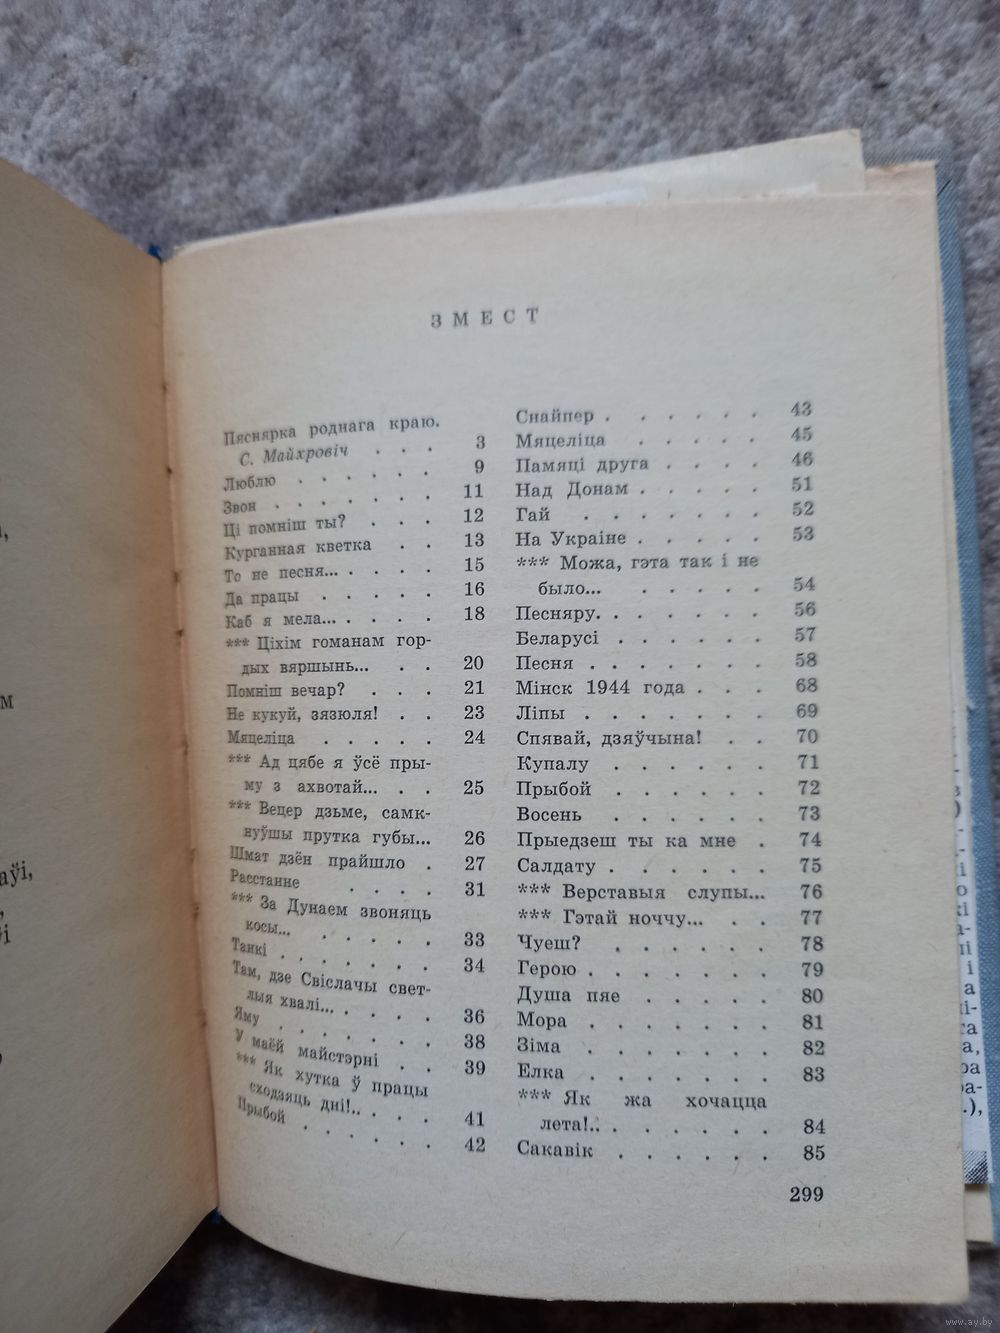 ЗМЕСТ
Пяснярка роднага краю.
С. Майхровіч . . . 3
Люблю . . . . . . 9
Звон . . . . . . . 11
Ці помніш ты? . . . 12
Курганная кветка . . 13
То не песня... . . . . 15
Да працы . . . . . 16
Каб я мела... . . . . 18
*** Ціхім гоманам гор-
дых вяршынь... . . 20
Помніш вечар? . . . 21
Не кукуй, зязюля! . . 23
Мяцеліца . . . . . 24
*** Ад цябе я ўсё пры-
му з ахвотай... . . 25
*** Вецер дзьме, самк-
нуўшы прутка губы... 26
Шмат дзён прайшло . 27
Расстанне . . . . 31
*** За Дунаем звоняць
косы... . . . . . 33
Танкі . . . . . . . 34
Там, дзе Свіслачы свет-
лыя хвалі... . . . . 36
Яму . . . . . . . 38
У маёй майстэрні . . 39
*** Як хутка ў працы
сходзяць дні!.. . . . 41
Прыбой . . . . . . 42
Снайпер . . . . . . 43
Мяцеліца . . . . . 45
Памяці друга . . . . 46
Над Донам . . . . . 51
Гай . . . . . . . 52
На Украіне . . . . . 53
*** Можа, гэта так і не
было... . . . . . 54
Песняру. . . . . . . 56
Беларусі . . . . . . 57
Песня . . . . . . . 58
Мінск 1944 года . . . 68
Ліпы . . . . . . . 69
Спявай, дзяўчына! . . 70
Купалу . . . . . . 71
Прыбой . . . . . . 72
Восень . . . . . . 73
Прыедзеш ты ка мне . 74
Салдату . . . . . . 75
*** Верставыя слупы... 76
*** Гэтай ноччу... . . 77
Чуеш? . . . . . . 78
Герою . . . . . . . 79
Душа пяе . . . . . 80
Мора . . . . . . . 81
Зіма . . . . . . . 82
Елка . . . . . . . 83
*** Як жа хочацца
лета!.. . . . . . . 84
Сакавік . . . . . . 85
299
www.ay.by